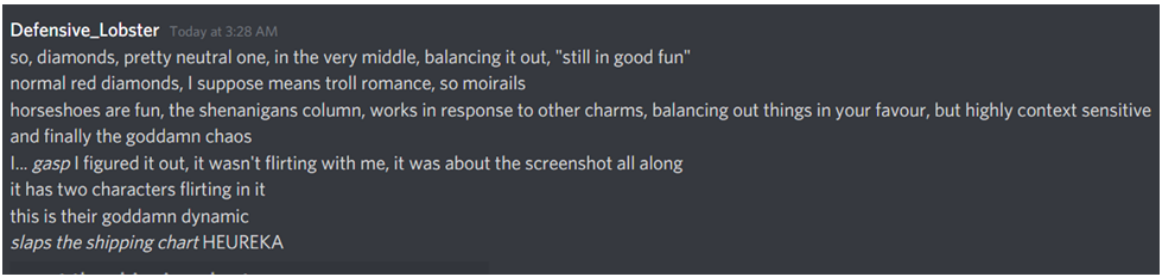 Defensive_Lobster Today at 3:28 AM
so, diamonds, pretty neutral one, in the very middle, balancing it out, "still in good fun"
normal red diamonds, I suppose means troll romance, so moirails
horseshoes are fun, the shenanigans column, works in response to other charms, balancing out things in your favour, but highly context sensitive
and finally the goddamn chaos
I... gasp I figured it out, it wasn't flirting with me, it was about the screenshot all along
it has two characters flirting in it
this is their goddamn dynamic
slaps the shipping chart HEUREKA